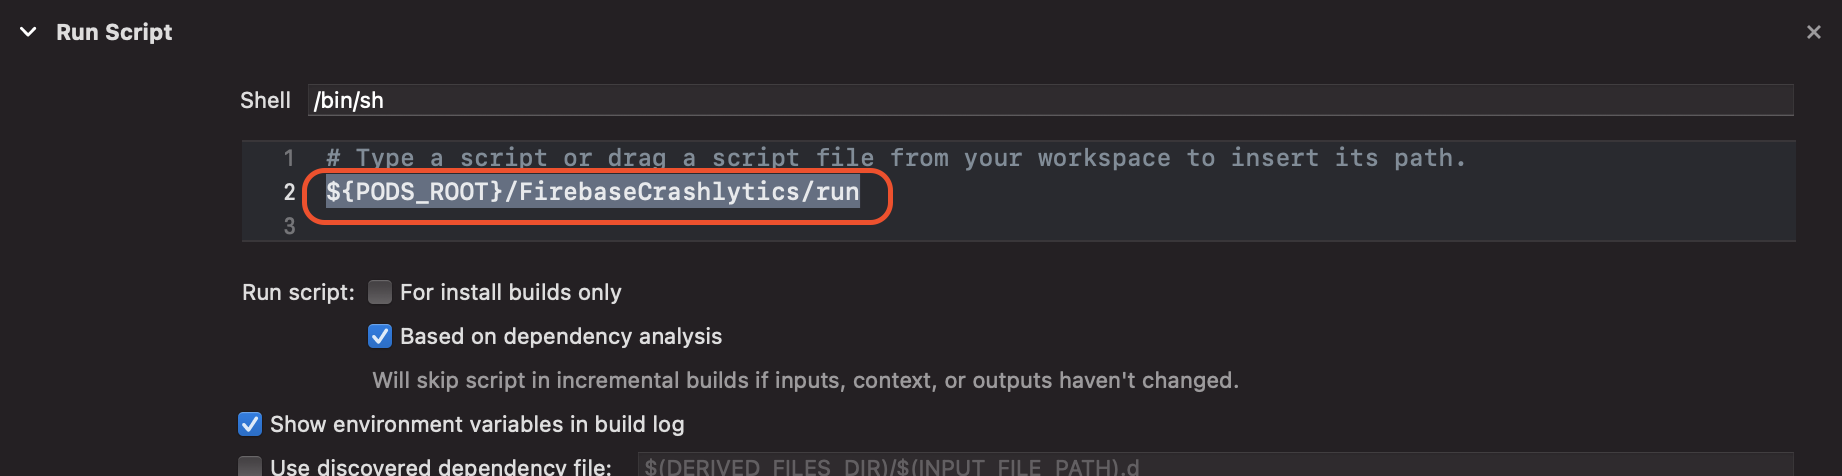 Run Script
Shell /bin/sh
1 # Type a script or drag a script file from your workspace to insert its path.
2 ${PODS_ROOT}/FirebaseCrashlytics/run
3
Run script: For install builds only
Based on dependency analysis
Will skip script in incremental builds if inputs, context, or outputs haven't changed.
Show environment variables in build log
Use discovered dependency file: $(DERIVED_FILES_DIR)/$(INPUT_FILE_PATH).d